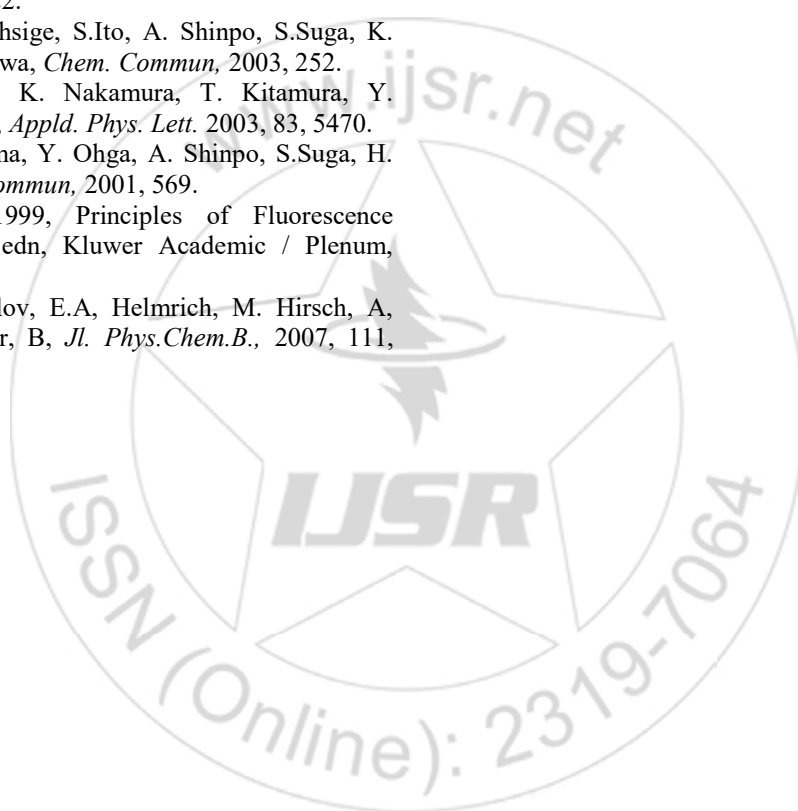 2.
hsige, S.Ito, A. Shinpo, S.Suga, K.
wa, Chem. Commun, 2003, 252.
K. Nakamura, T. Kitamura, Y.
, Appld. Phys. Lett. 2003, 83, 5470.
na, Y. Ohga, A. Shinpo, S.Suga, H.
ommun, 2001, 569.
1999, Principles of Fluorescence
edn, Kluwer Academic / Plenum,
lov, E.A, Helmrich, M. Hirsch, A,
r, B, Jl. Phys.Chem.B., 2007, 111,
www.ijsr.net
IJSR
ISSN (Online): 2319-7064